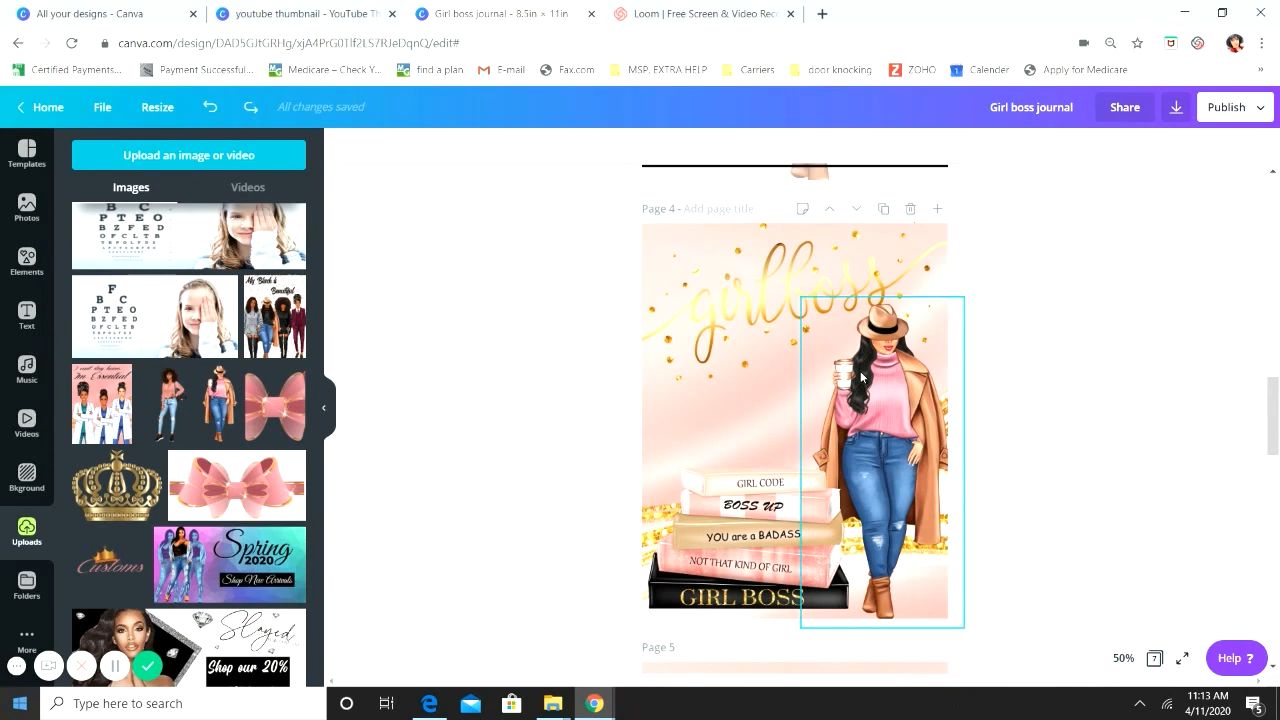 All your designs - Canva
youtube thumbnail - YouTube Th
Girl boss journal - 8.5in × 11in
Loom | Free Screen & Video Rec
canva.com/design/DAD5GJtGRHg/xjA4PrG0Tlf2LS7RJeDqnQ/edit#
Certified Payments...
Payment Successful...
Medicare – Check Y...
find a plan
E-mail
Fax.com
MSP, EXTRA HELP
Carriers
door knocking
ZOHO
Calender
Apply for Medicare
Home
File
Resize
All changes saved
Girl boss journal
Share
Publish
Templates
Photos
Elements
Text
Music
Videos
Bkground
Uploads
Folders
More
Upload an image or video
Images
Videos
B C
P T E O
B Z F E D
O F C L T B
F
B C
P T E O
B Z F E D
O F C L T B
My Black is
Beautiful
I can't stay home
I'm Essential
Customs
Spring
2020
Shop New Arrivals
Slayed
Shop our 20%
Page 4 - Add page title
girlboss
GIRL CODE
BOSS UP
YOU are a BADASS
NOT THAT KIND OF GIRL
GIRL BOSS
Page 5
50%
7
Help ?
Type here to search
11:13 AM
4/11/2020
5